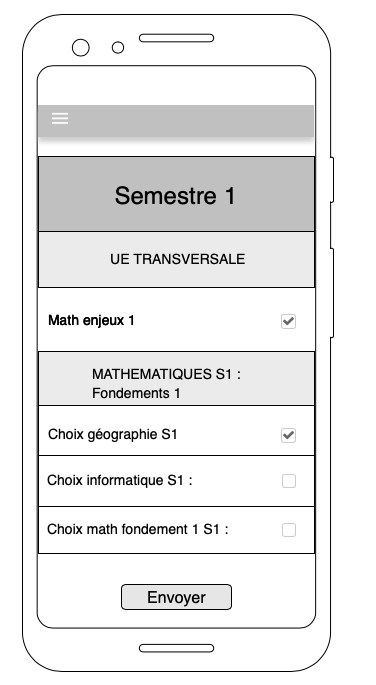 Semestre 1
UE TRANSVERSALE
Math enjeux 1
MATHEMATIQUES S1 :
Fondements 1
Choix géographie S1
Choix informatique S1 :
Choix math fondement 1 S1 :
Envoyer